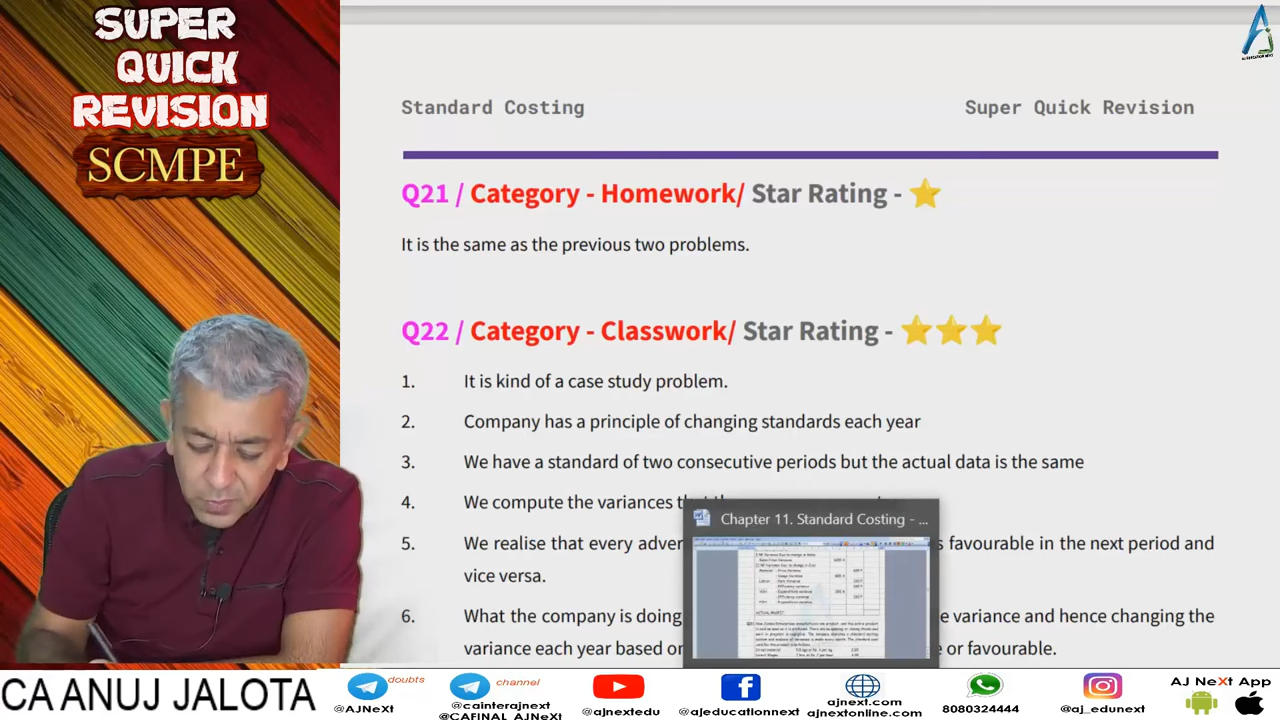 SUPER
QUICK
REVISION
SCMPE
Standard Costing
Super Quick Revision
Q21 / Category - Homework/ Star Rating -
It is the same as the previous two problems.
Q22 / Category - Classwork/ Star Rating -
1. It is kind of a case study problem.
2. Company has a principle of changing standards each year
3. We have a standard of two consecutive periods but the actual data is the same
4. We compute the variances
Chapter 11. Standard Costing - ...
5. We realise that every adver
s favourable in the next period and
vice versa.
6. What the company is doing
e variance and hence changing the
variance each year based
e or favourable.
CA ANUJ JALOTA
doubts
@AJNeXt
channel
@cainterajnext
@CAFINAL_AJNeXt
@ajnextedu
@ajeducationnext
ajnext.com
ajnextonline.com
8080324444
@aj_edunext
AJ NeXt App